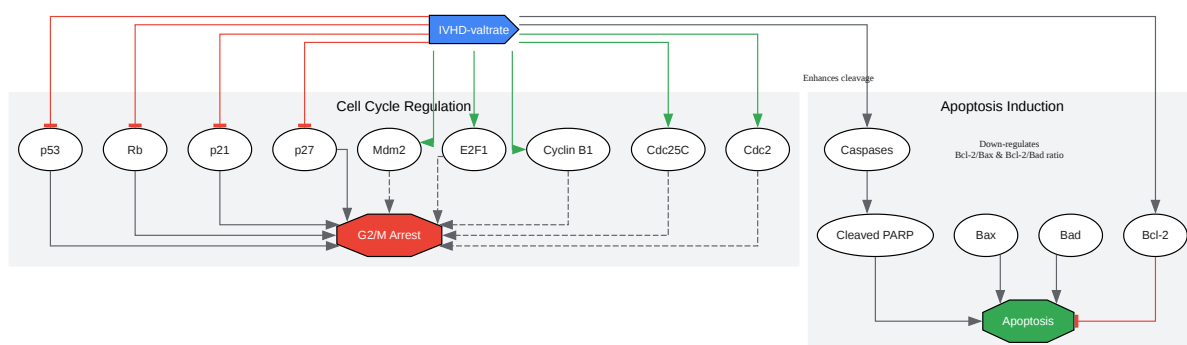 IVHD-valtrate
Enhances cleavage
Cell Cycle Regulation
Apoptosis Induction
p53
Rb
p21
p27
Mdm2
E2F1
Cyclin B1
Cdc25C
Cdc2
Caspases
Down-regulates
Bcl-2/Bax & Bcl-2/Bad ratio
G2/M Arrest
Cleaved PARP
Bax
Bad
Bcl-2
Apoptosis